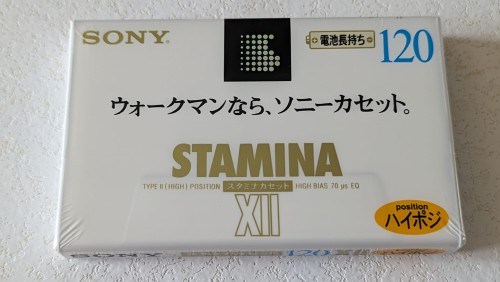 SONY
電池長持ち 120
ウォークマンなら、ソニーカセット。
STAMINA
TYPE II (HIGH) POSITION スタミナカセット HIGH BIAS 70 μs EQ
XII
position
ハイポジ
SONY 120